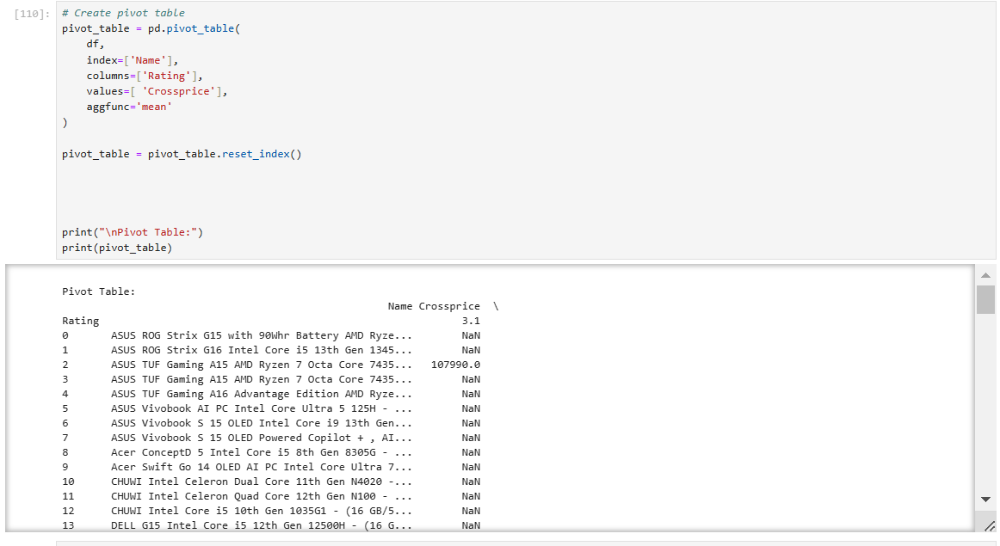 [110]: # Create pivot table
pivot_table = pd.pivot_table(
    df,
    index=['Name'],
    columns=['Rating'],
    values=[ 'Crossprice'],
    aggfunc='mean'
)
pivot_table = pivot_table.reset_index()
print("\nPivot Table:")
print(pivot_table)
Pivot Table:
Name Crossprice \
Rating 3.1
0 ASUS ROG Strix G15 with 90Whr Battery AMD Ryze... NaN
1 ASUS ROG Strix G16 Intel Core i5 13th Gen 1345... NaN
2 ASUS TUF Gaming A15 AMD Ryzen 7 Octa Core 7435... 107990.0
3 ASUS TUF Gaming A15 AMD Ryzen 7 Octa Core 7435... NaN
4 ASUS TUF Gaming A16 Advantage Edition AMD Ryze... NaN
5 ASUS Vivobook AI PC Intel Core Ultra 5 125H - ... NaN
6 ASUS Vivobook S 15 OLED Intel Core i9 13th Gen... NaN
7 ASUS Vivobook S 15 OLED Powered Copilot + , AI... NaN
8 Acer ConceptD 5 Intel Core i5 8th Gen 8305G - ... NaN
9 Acer Swift Go 14 OLED AI PC Intel Core Ultra 7... NaN
10 CHUWI Intel Celeron Dual Core 11th Gen N4020 -... NaN
11 CHUWI Intel Celeron Quad Core 12th Gen N100 - ... NaN
12 CHUWI Intel Core i5 10th Gen 1035G1 - (16 GB/5... NaN
13 DELL G15 Intel Core i5 12th Gen 12500H - (16 G... NaN